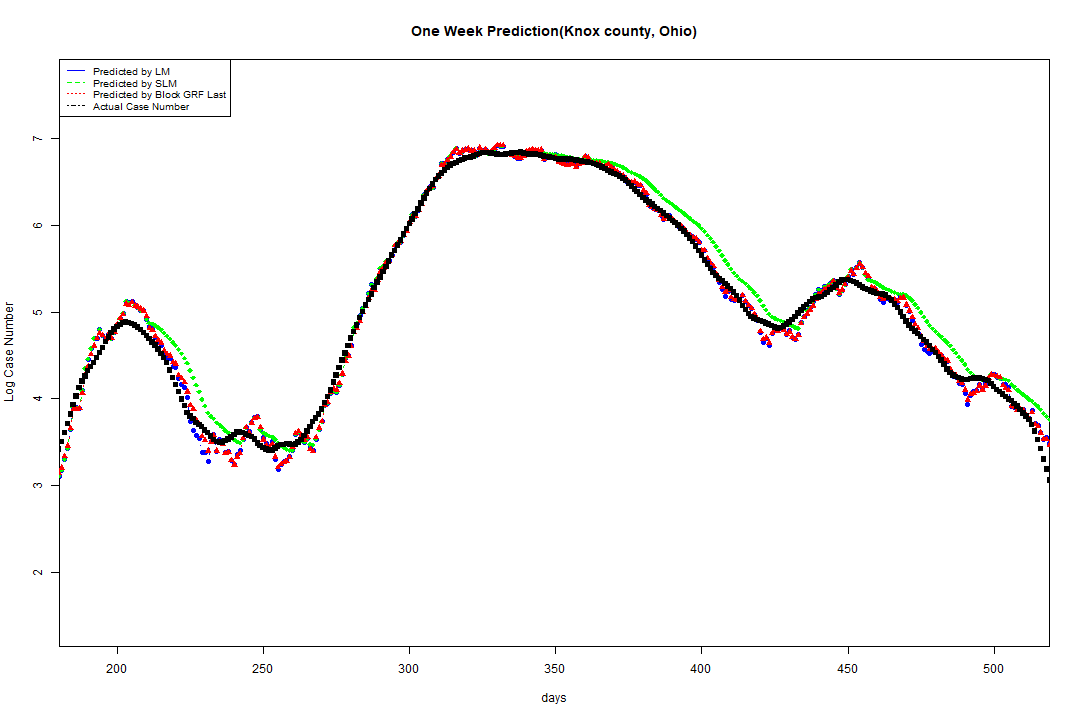 One Week Prediction(Knox county, Ohio)
Predicted by LM
Predicted by SLM
Predicted by Block GRF Last
Actual Case Number
Log Case Number
7
6
5
4
3
2
200 250 300 350 400 450 500
days